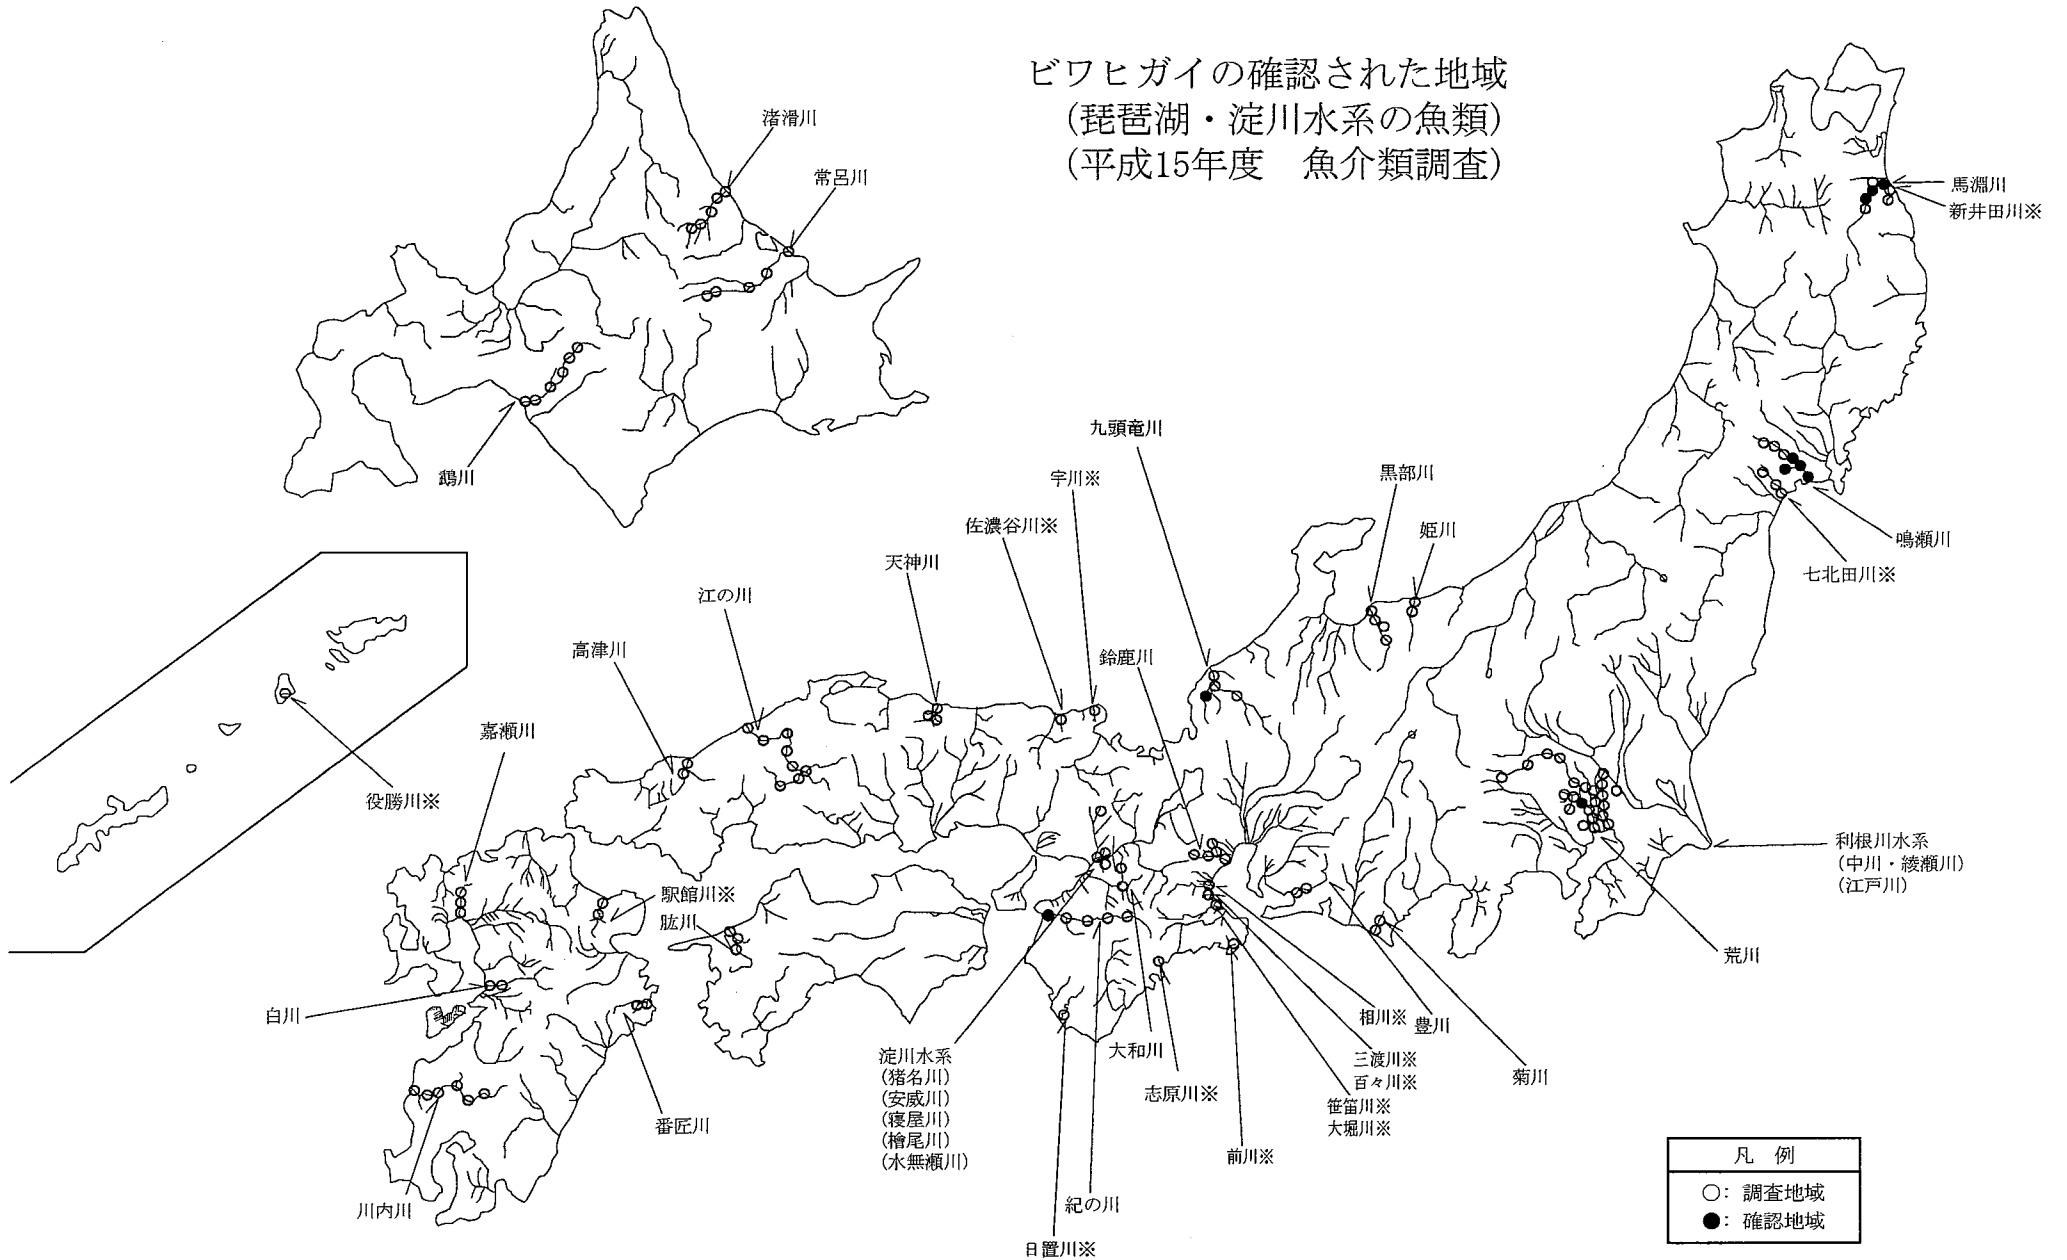 ビワヒガイの確認された地域
(琵琶湖・淀川水系の魚類)
(平成15年度 魚介類調査)
渚滑川
常呂川
鵡川
馬淵川
新井田川※
鳴瀬川
七北田川※
九頭竜川
宇川※
佐濃谷川※
天神川
江の川
高津川
黒部川
姫川
鈴鹿川
嘉瀬川
役勝川※
駅館川※
肱川
白川
番匠川
川内川
利根川水系
(中川・綾瀬川)
(江戸川)
荒川
淀川水系
(猪名川)
(安威川)
(寝屋川)
(檜尾川)
(水無瀬川)
大和川
志原川※
紀の川
日置川※
前川※
相川※
豊川
三渡川※
百々川※
笹笛川※
大堀川※
菊川
凡 例
○: 調査地域
●: 確認地域